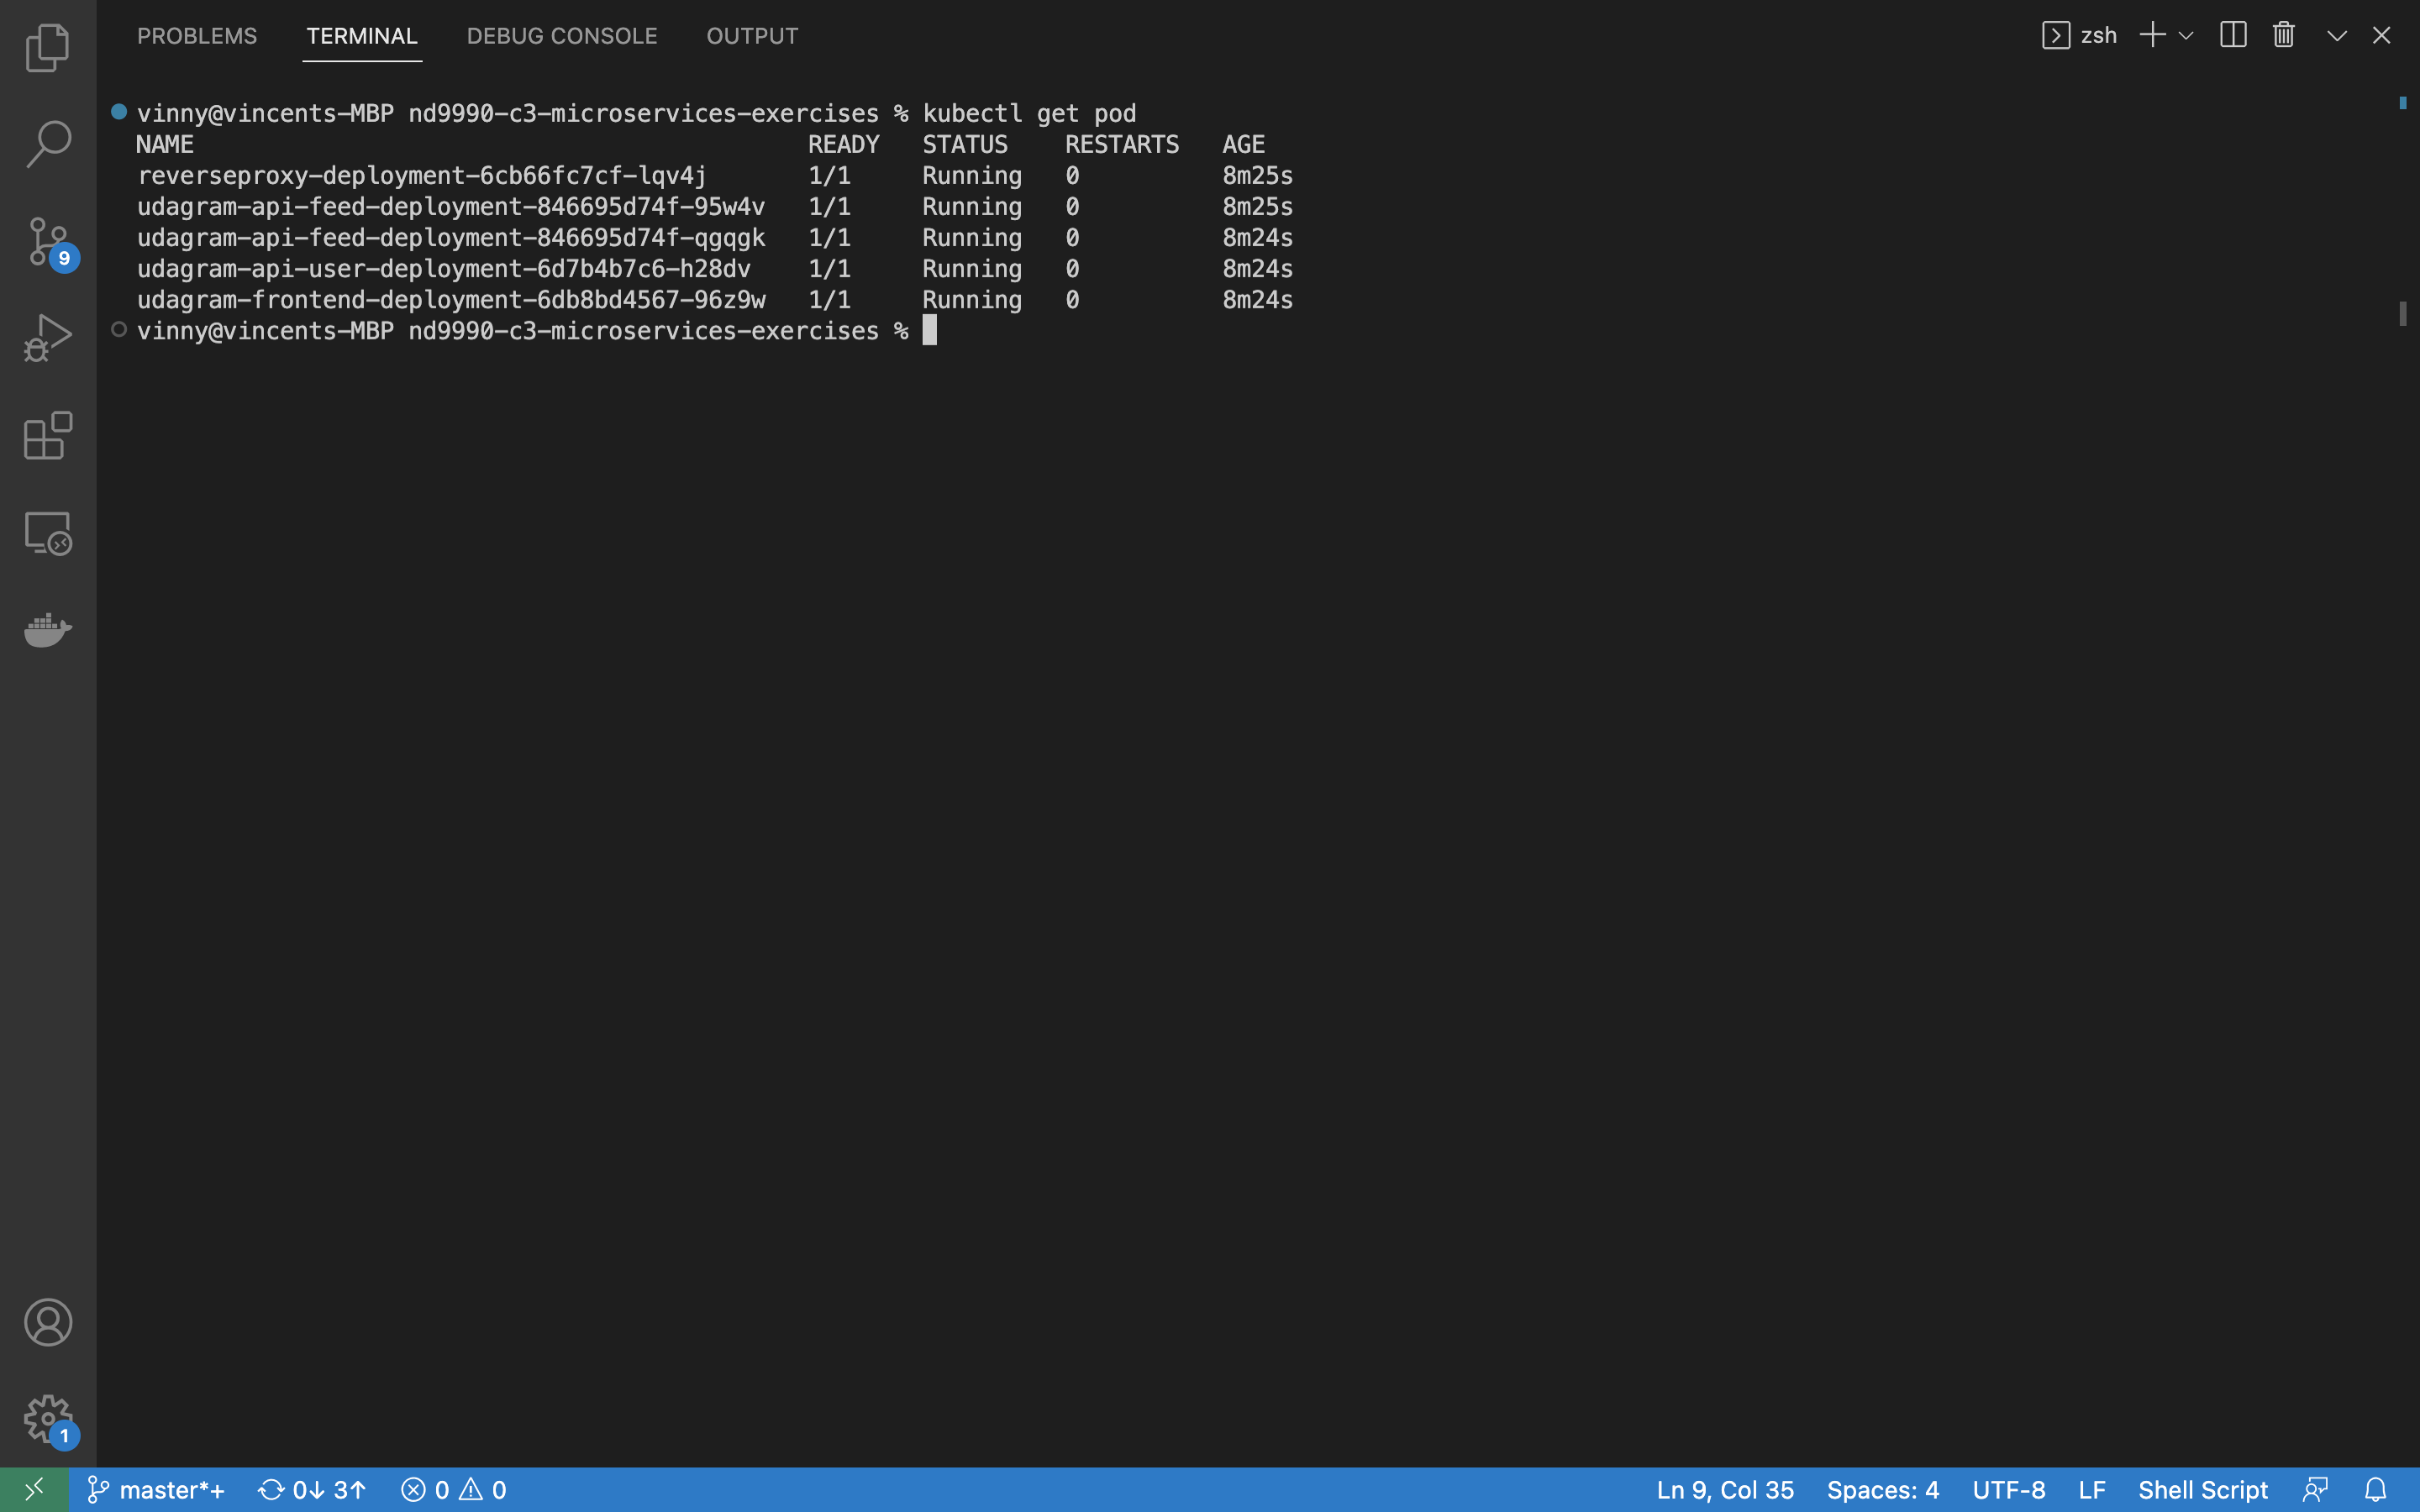 PROBLEMS TERMINAL DEBUG CONSOLE OUTPUT zsh
vinny@vincents-MBP nd9990-c3-microservices-exercises % kubectl get pod
NAME READY STATUS RESTARTS AGE
reverseproxy-deployment-6cb66fc7cf-lqv4j 1/1 Running 0 8m25s
udagram-api-feed-deployment-846695d74f-95w4v 1/1 Running 0 8m25s
udagram-api-feed-deployment-846695d74f-qgqgk 1/1 Running 0 8m24s
udagram-api-user-deployment-6d7b4b7c6-h28dv 1/1 Running 0 8m24s
udagram-frontend-deployment-6db8bd4567-96z9w 1/1 Running 0 8m24s
vinny@vincents-MBP nd9990-c3-microservices-exercises %
9
1
master*+ 0↓ 3↑ 0 0 Ln 9, Col 35 Spaces: 4 UTF-8 LF Shell Script